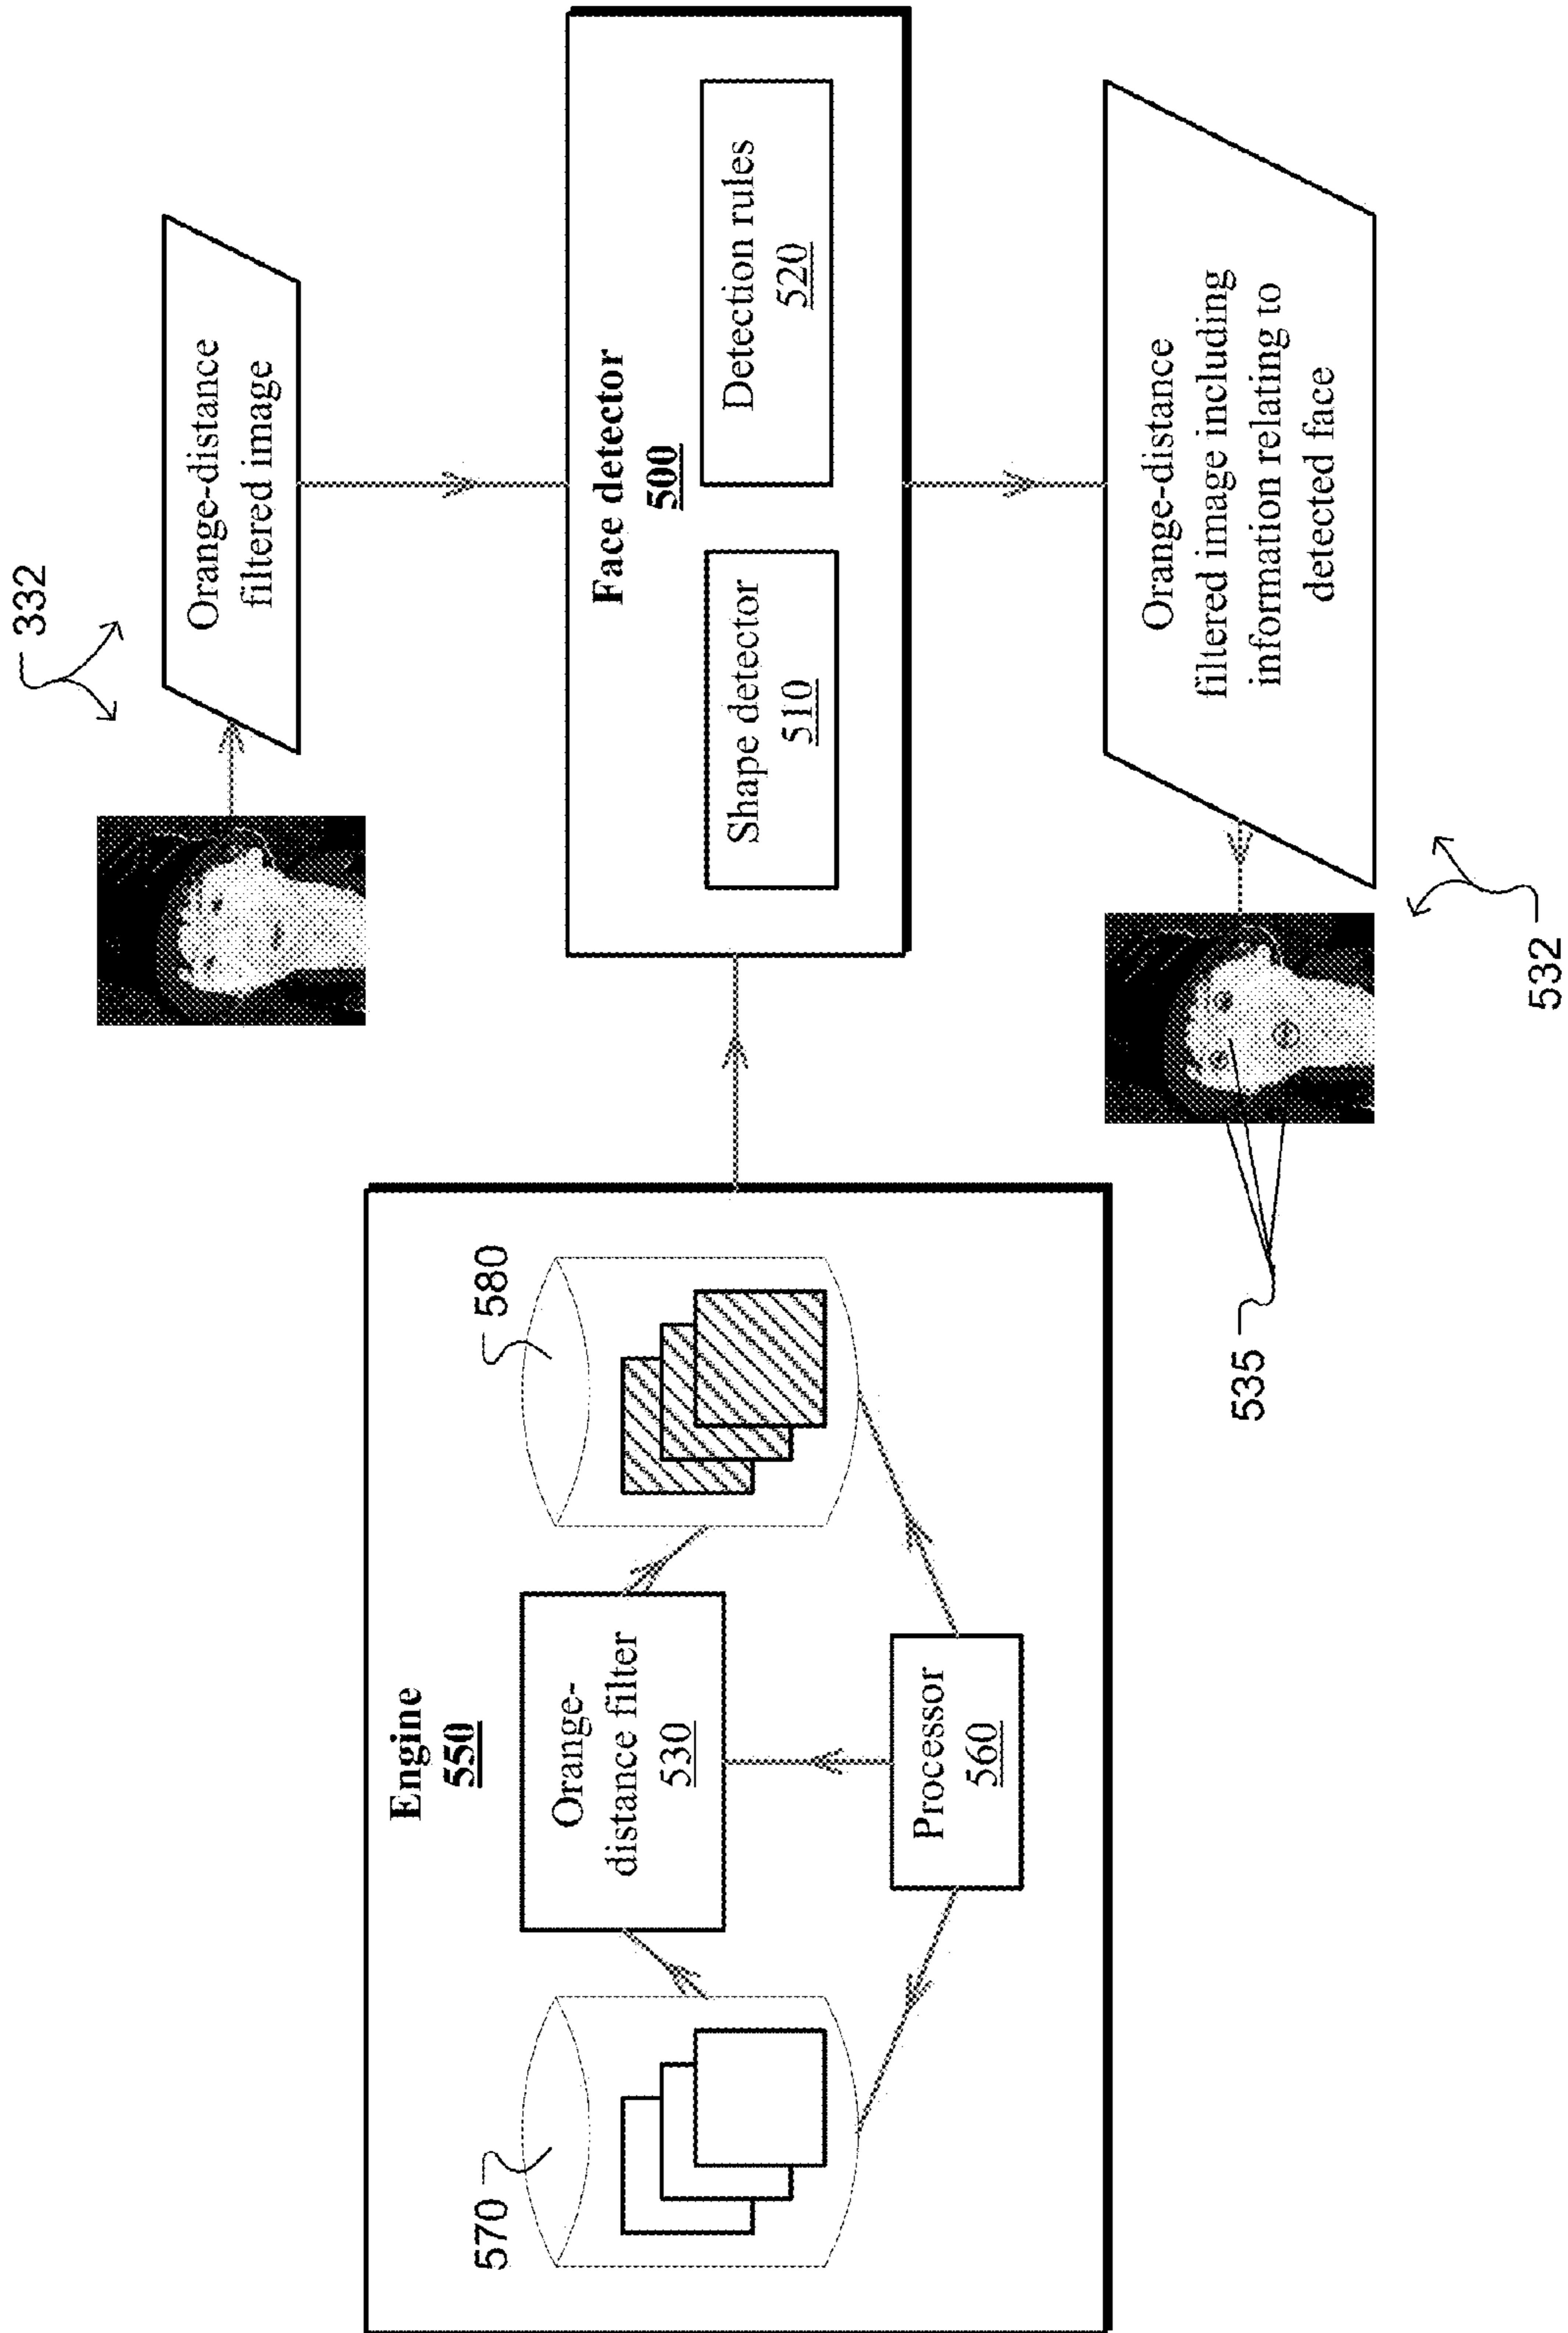 332
Orange-distance
filtered image
Face detector
500
Shape detector
510
Detection rules
520
Orange-distance
filtered image including
information relating to
detected face
532
535
Engine
550
570
Orange-
distance filter
530
580
Processor
560